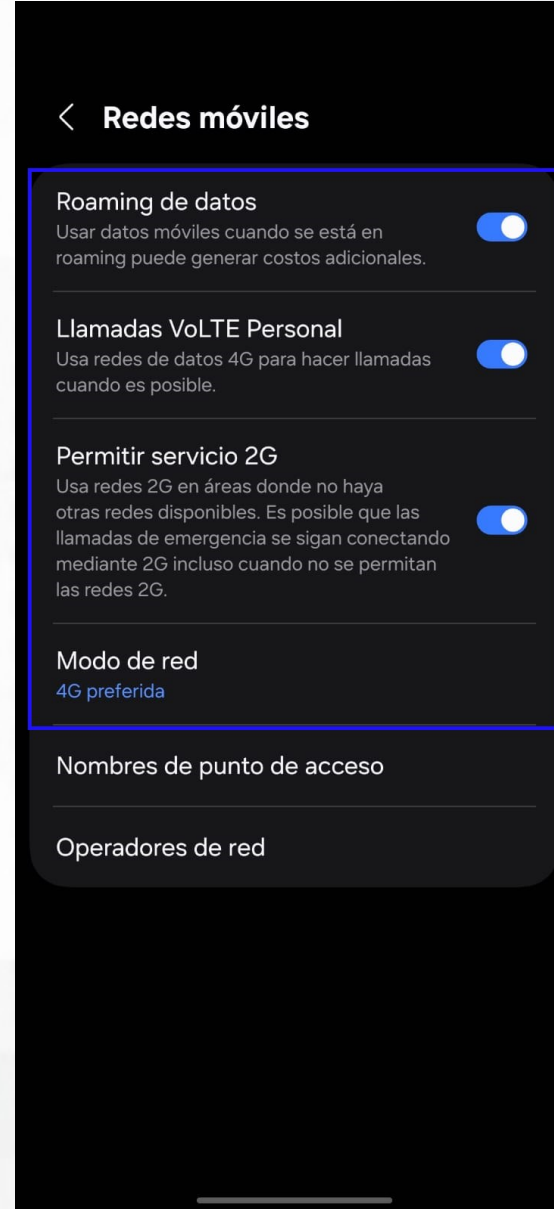 Redes móviles
Roaming de datos
Usar datos móviles cuando se está en
roaming puede generar costos adicionales.
Llamadas VoLTE Personal
Usa redes de datos 4G para hacer llamadas
cuando es posible.
Permitir servicio 2G
Usa redes 2G en áreas donde no haya
otras redes disponibles. Es posible que las
llamadas de emergencia se sigan conectando
mediante 2G incluso cuando no se permitan
las redes 2G.
Modo de red
4G preferida
Nombres de punto de acceso
Operadores de red